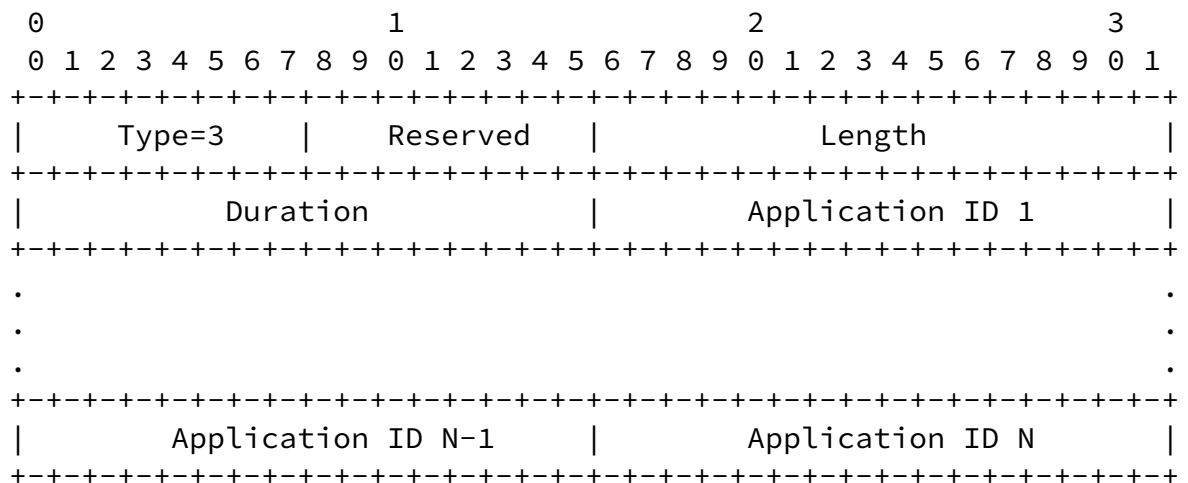 0                   1                   2                   3
 0 1 2 3 4 5 6 7 8 9 0 1 2 3 4 5 6 7 8 9 0 1 2 3 4 5 6 7 8 9 0 1
+-+-+-+-+-+-+-+-+-+-+-+-+-+-+-+-+-+-+-+-+-+-+-+-+-+-+-+-+-+-+-+-+
|     Type=3    |    Reserved   |            Length             |
+-+-+-+-+-+-+-+-+-+-+-+-+-+-+-+-+-+-+-+-+-+-+-+-+-+-+-+-+-+-+-+-+
|           Duration            |        Application ID 1       |
+-+-+-+-+-+-+-+-+-+-+-+-+-+-+-+-+-+-+-+-+-+-+-+-+-+-+-+-+-+-+-+-+
.                                                               .
.                                                               .
.                                                               .
+-+-+-+-+-+-+-+-+-+-+-+-+-+-+-+-+-+-+-+-+-+-+-+-+-+-+-+-+-+-+-+-+
|        Application ID N-1     |        Application ID N       |
+-+-+-+-+-+-+-+-+-+-+-+-+-+-+-+-+-+-+-+-+-+-+-+-+-+-+-+-+-+-+-+-+